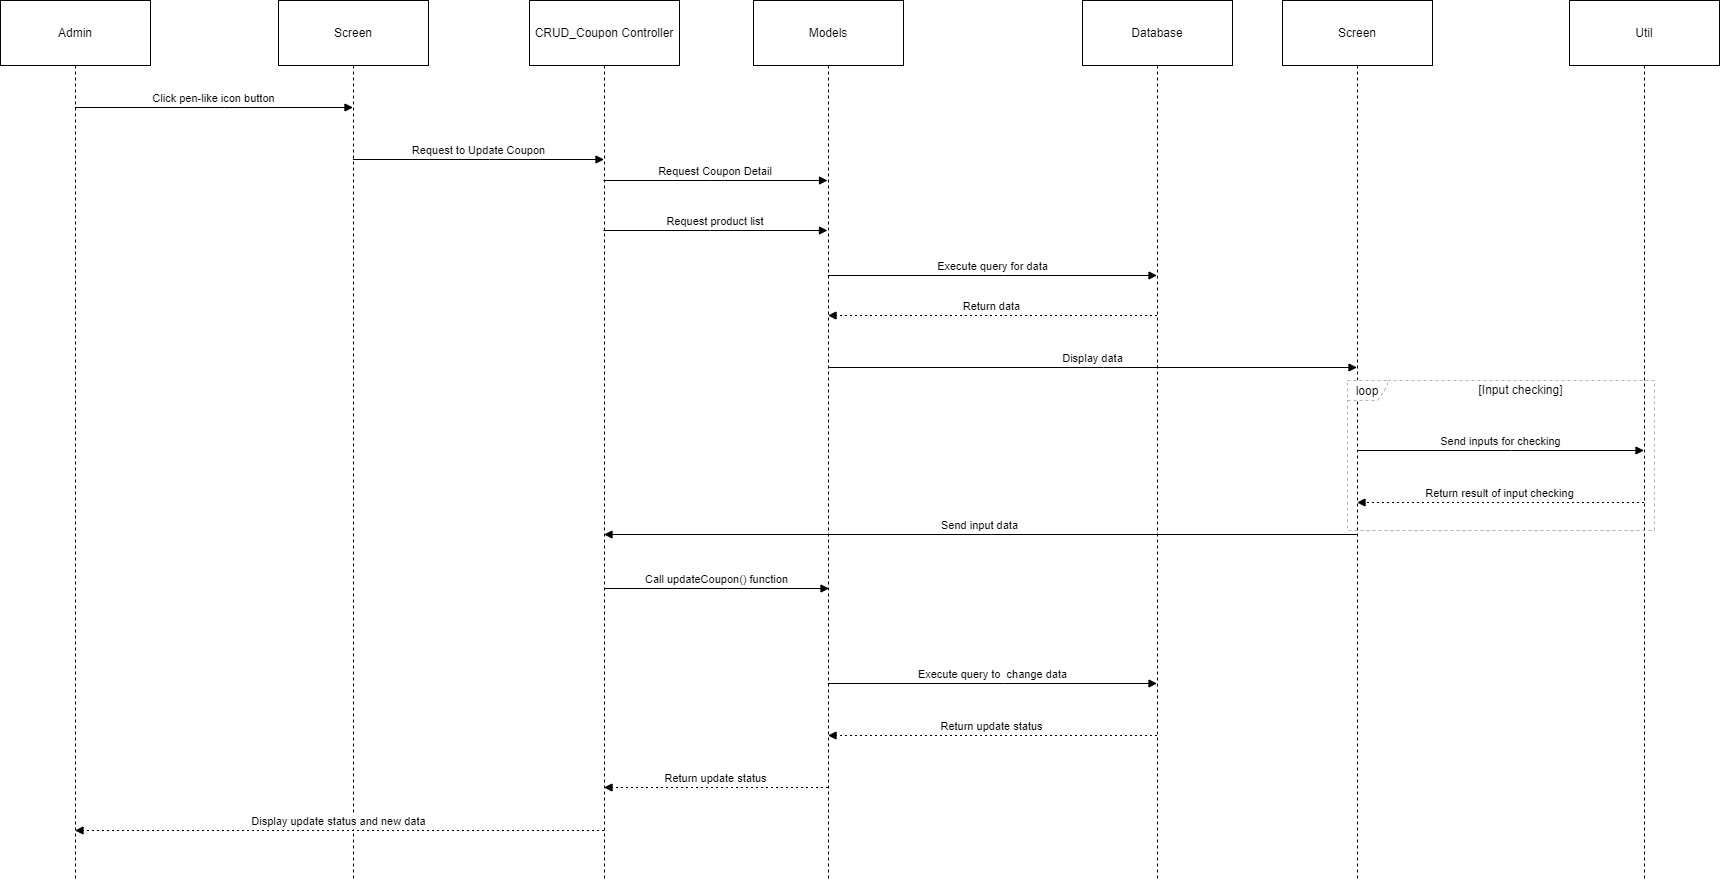 Admin
Screen
CRUD_Coupon Controller
Models
Database
Screen
Util
Click pen-like icon button
Request to Update Coupon
Request Coupon Detail
Request product list
Execute query for data
Return data
Display data
loop
[Input checking]
Send inputs for checking
Return result of input checking
Send input data
Call updateCoupon() function
Execute query to  change data
Return update status
Return update status
Display update status and new data